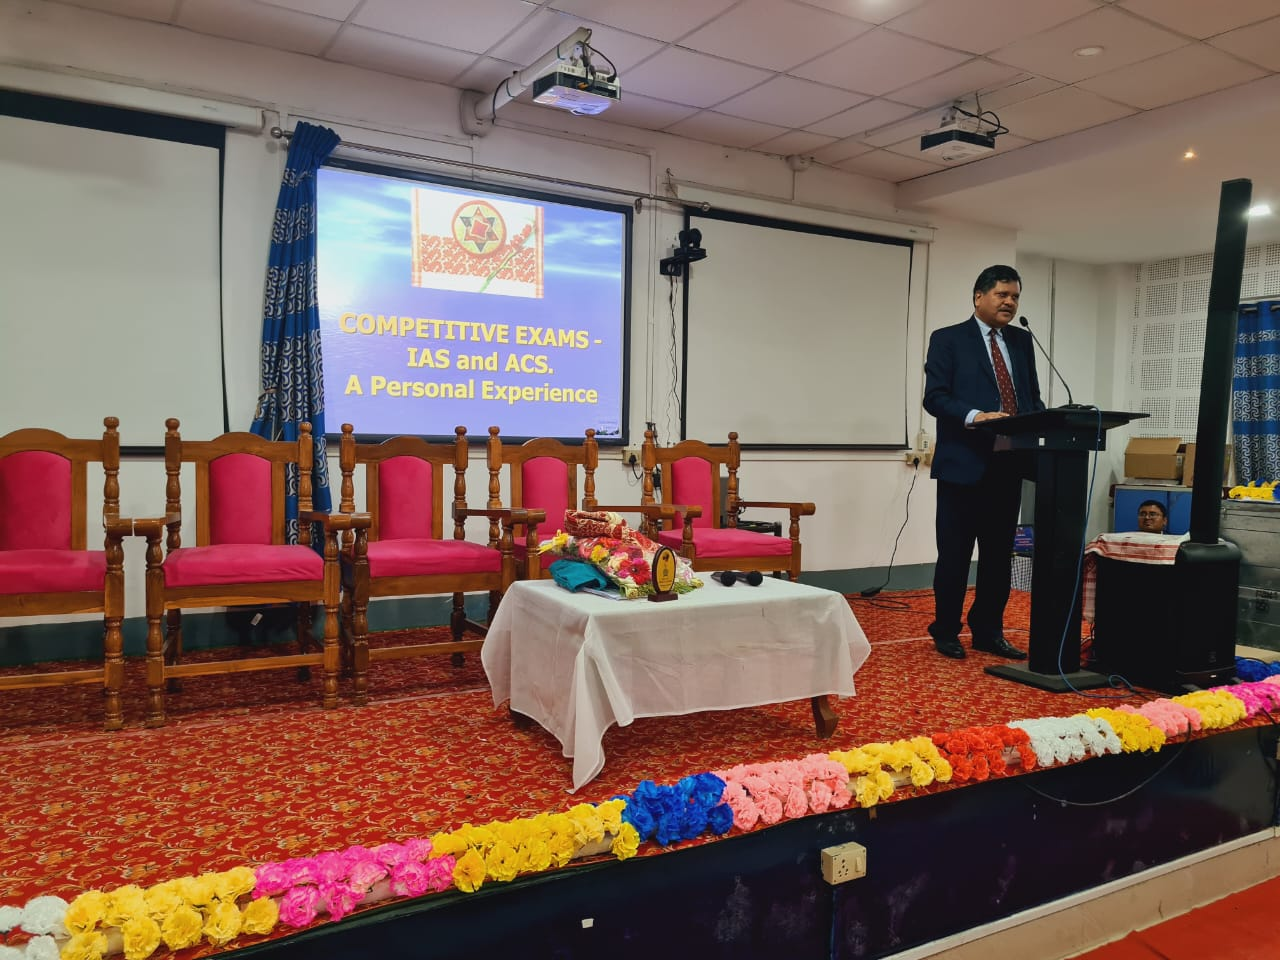 COMPETITIVE EXAMS -
IAS and ACS.
A Personal Experience